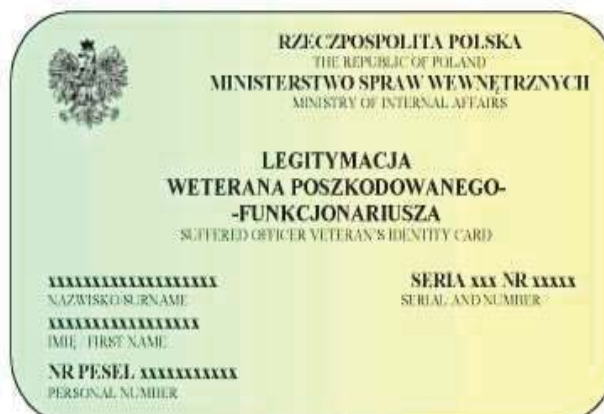 RZECZPOSPOLITA POLSKA
THE REPUBLIC OF POLAND
MINISTERSTWO SPRAW WEWNĘTRZNYCH
MINISTRY OF INTERNAL AFFAIRS
LEGITYMACJA
WETERANA POSZKODOWANEGO-
-FUNKCJONARIUSZA
SUFFERED OFFICER VETERAN'S IDENTITY CARD
xxxxxxxxxxxxxxxxxxx
NAZWISKO/SURNAME
SERIA xxx NR xxxxx
SERIAL AND NUMBER
xxxxxxxxxxxxxxxxx
IMIĘ / FIRST NAME
NR PESEL xxxxxxxxxxx
PERSONAL NUMBER